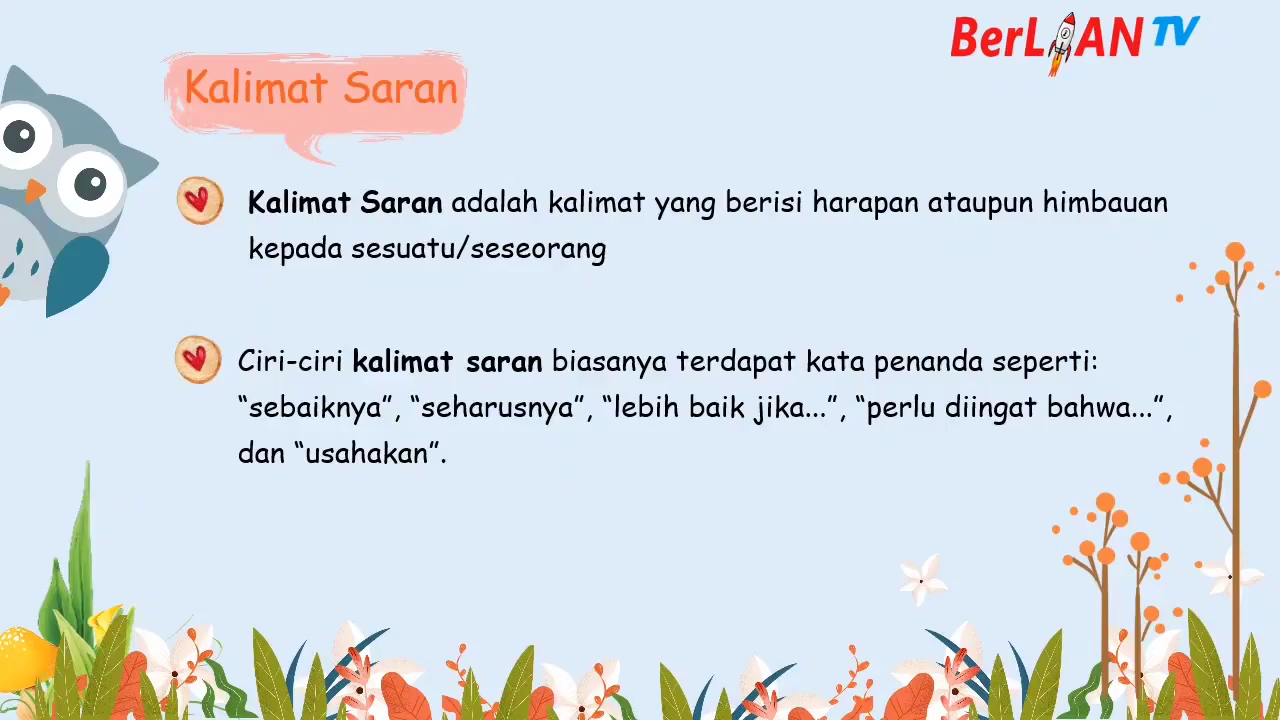 BerLIAN TV
Kalimat Saran
Kalimat Saran adalah kalimat yang berisi harapan ataupun himbauan
kepada sesuatu/seseorang
Ciri-ciri kalimat saran biasanya terdapat kata penanda seperti:
“sebaiknya”, “seharusnya”, “lebih baik jika...”, “perlu diingat bahwa...”,
dan “usahakan”.